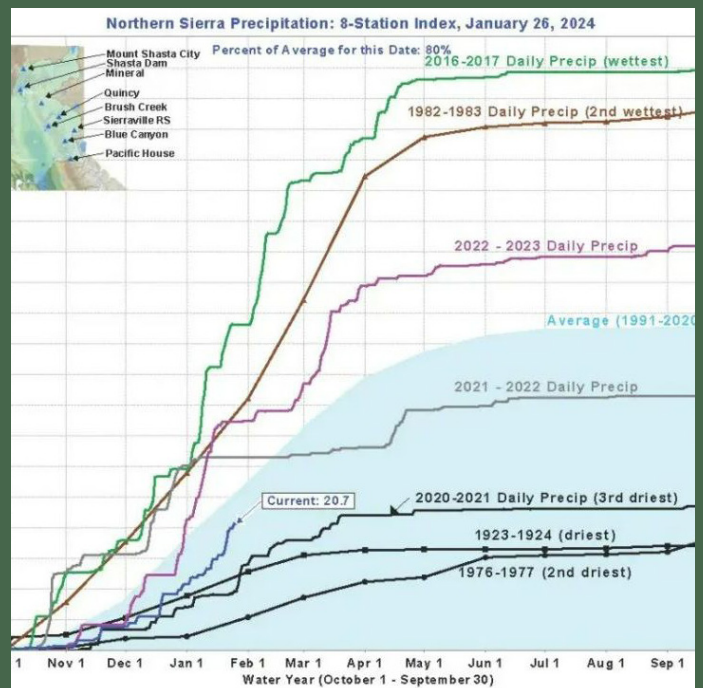 Northern Sierra Precipitation: 8-Station Index, January 26, 2024
Percent of Average for this Date: 80%
Mount Shasta City
Shasta Dam
Mineral
Quincy
Brush Creek
Sierraville RS
Blue Canyon
Pacific House
2016-2017 Daily Precip (wettest)
1982-1983 Daily Precip (2nd wettest)
2022 - 2023 Daily Precip
Average (1991-2020
2021 - 2022 Daily Precip
Current: 20.7
2020-2021 Daily Precip (3rd driest)
1923-1924 (driest)
1976-1977 (2nd driest)
1 Nov 1 Dec 1 Jan 1 Feb 1 Mar 1 Apr 1 May 1 Jun 1 Jul 1 Aug 1 Sep 1
Water Year (October 1 - September 30)